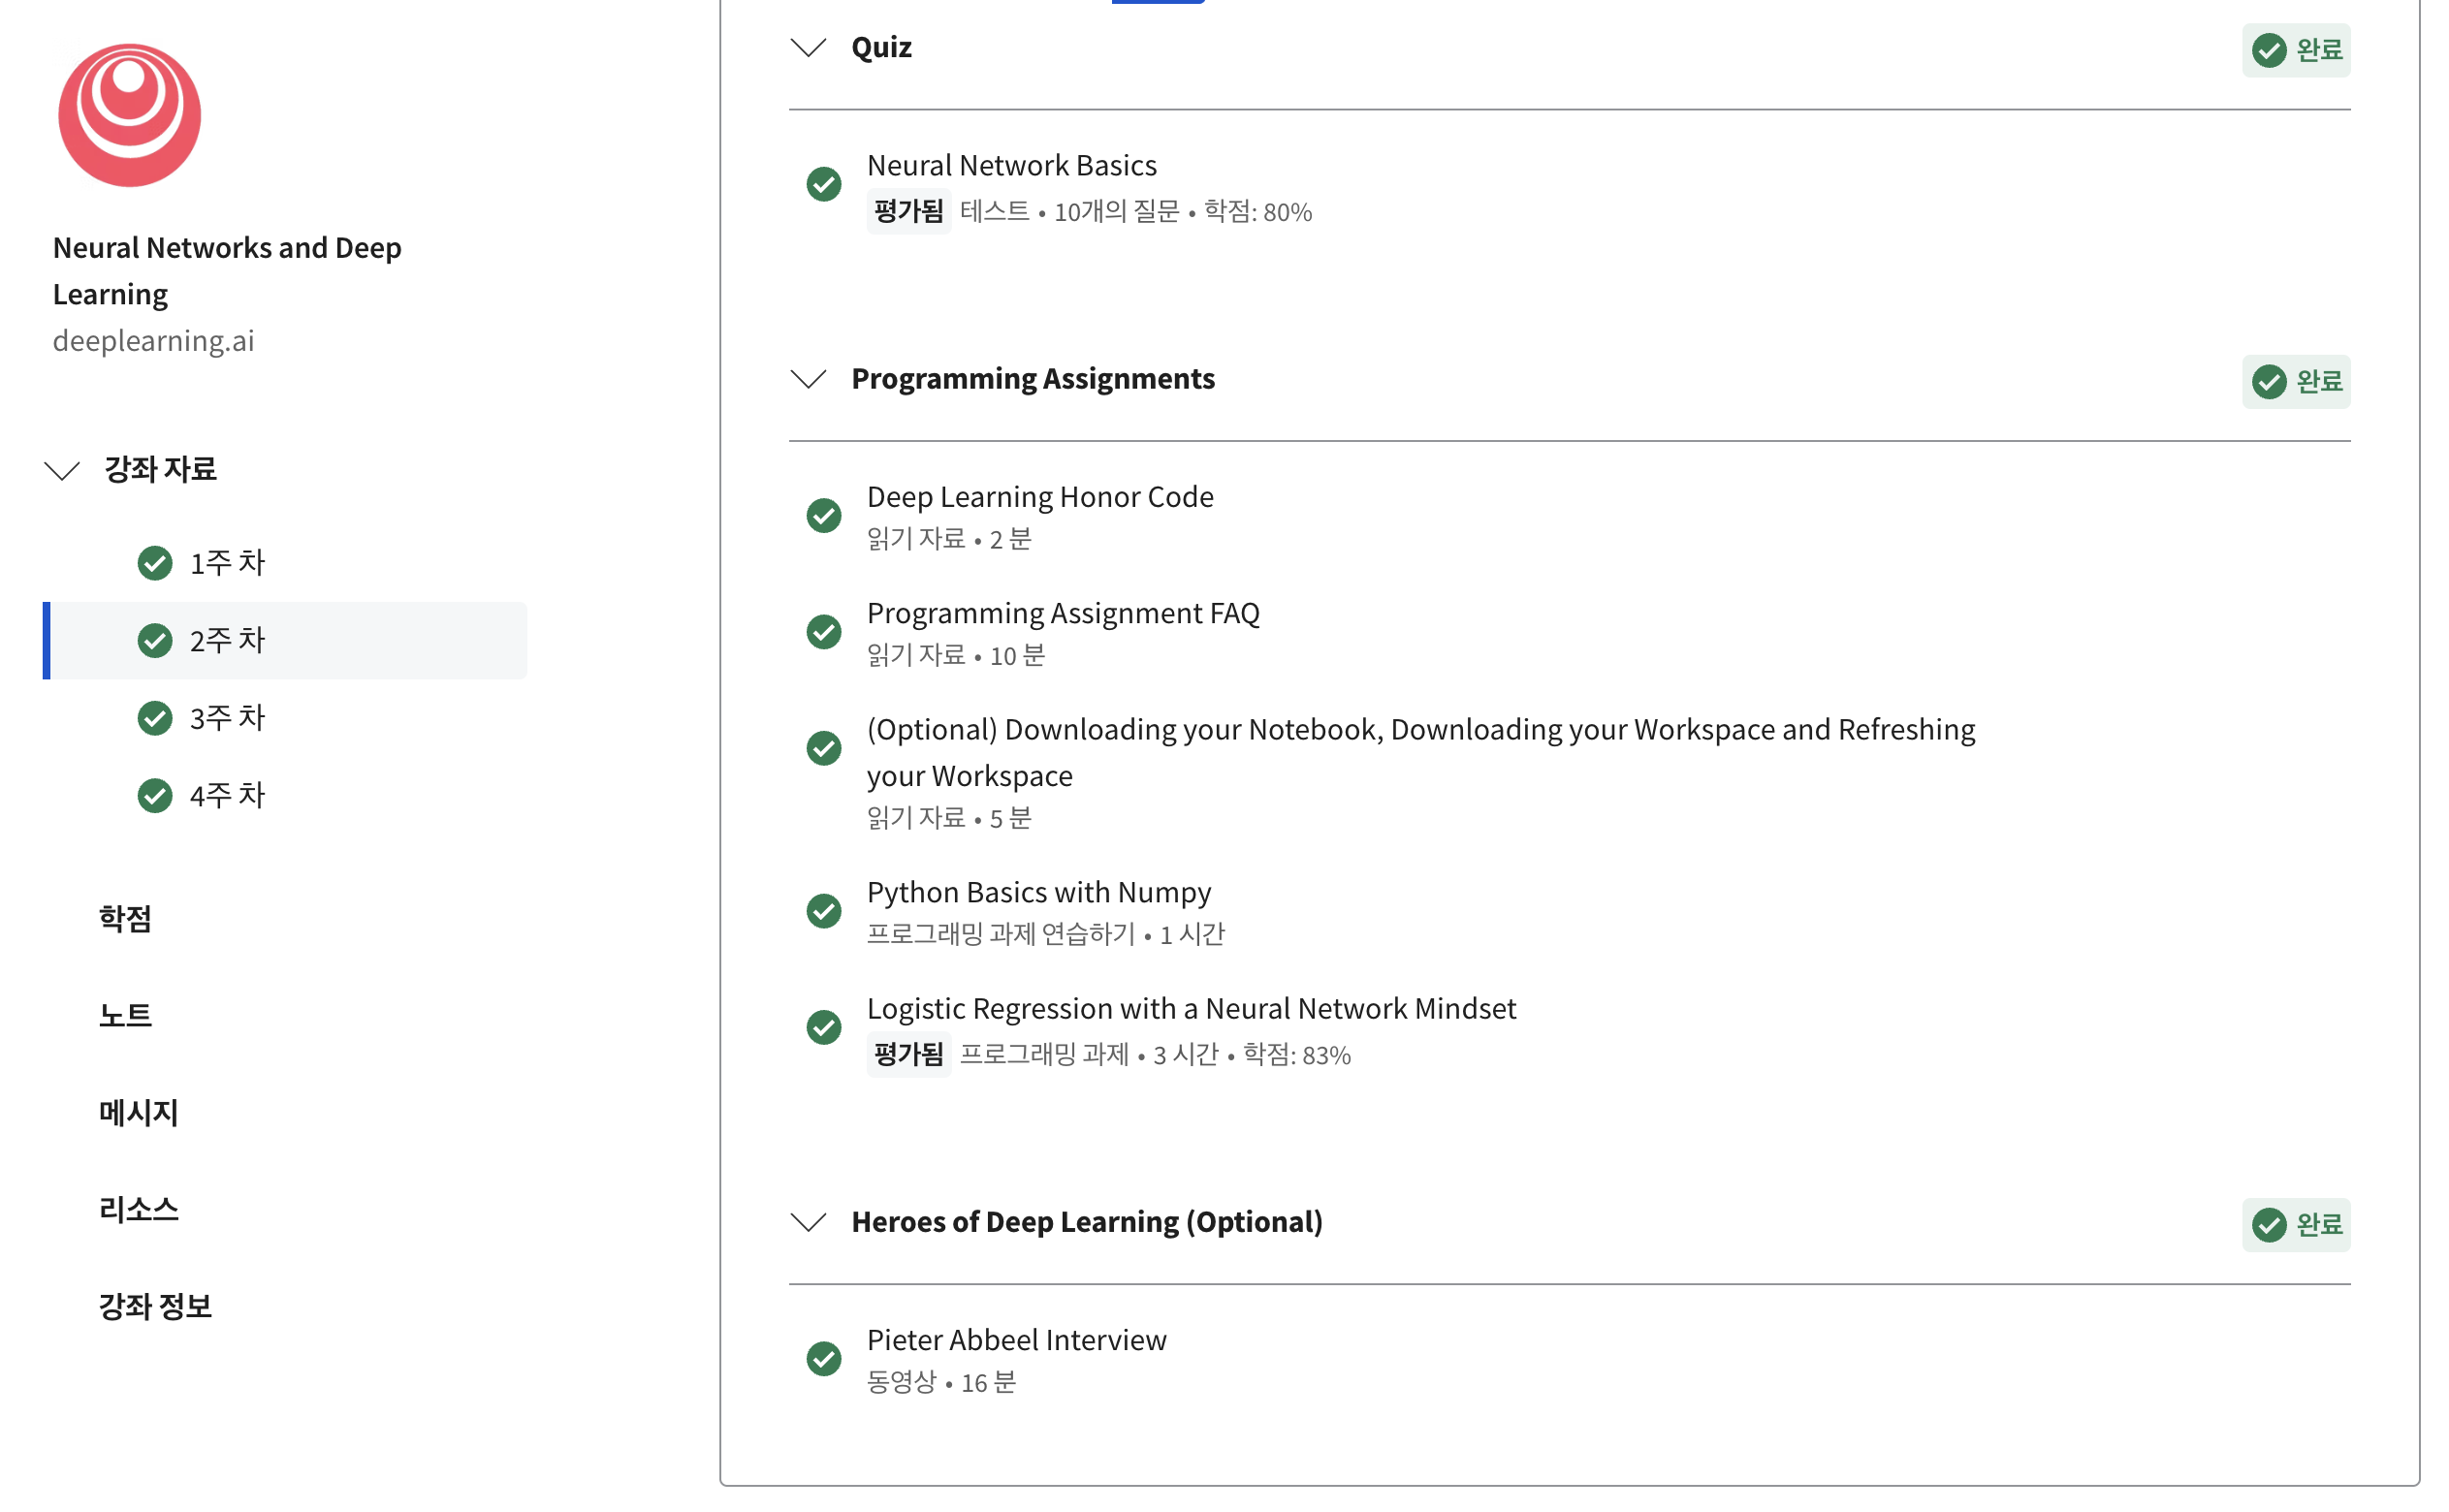 Neural Networks and Deep
Learning
deeplearning.ai
강좌 자료
1주 차
2주 차
3주 차
4주 차
학점
노트
메시지
리소스
강좌 정보
Quiz
완료
Neural Network Basics
평가됨 테스트 • 10개의 질문 • 학점: 80%
Programming Assignments
완료
Deep Learning Honor Code
읽기 자료 • 2 분
Programming Assignment FAQ
읽기 자료 • 10 분
(Optional) Downloading your Notebook, Downloading your Workspace and Refreshing
your Workspace
읽기 자료 • 5 분
Python Basics with Numpy
프로그래밍 과제 연습하기 • 1 시간
Logistic Regression with a Neural Network Mindset
평가됨 프로그래밍 과제 • 3 시간 • 학점: 83%
Heroes of Deep Learning (Optional)
완료
Pieter Abbeel Interview
동영상 • 16 분